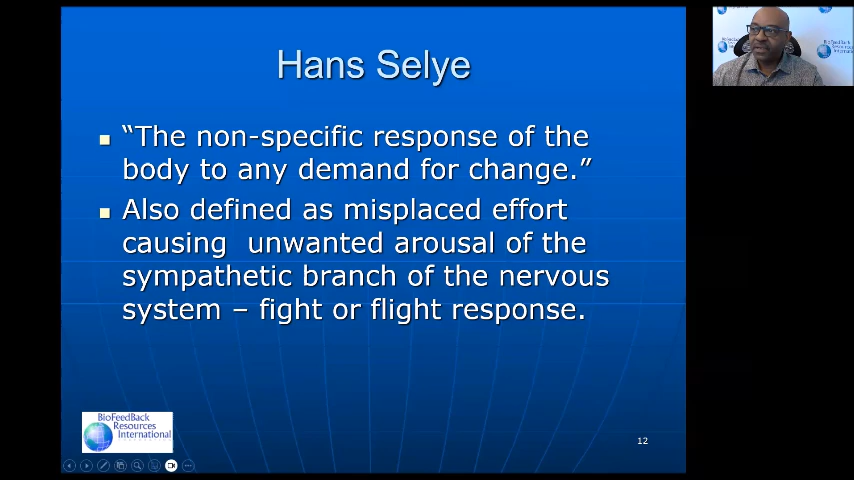 Hans Selye
“The non-specific response of the
body to any demand for change.”
Also defined as misplaced effort
causing  unwanted arousal of the
sympathetic branch of the nervous
system – fight or flight response.
BioFeedBack
Resources
International
12